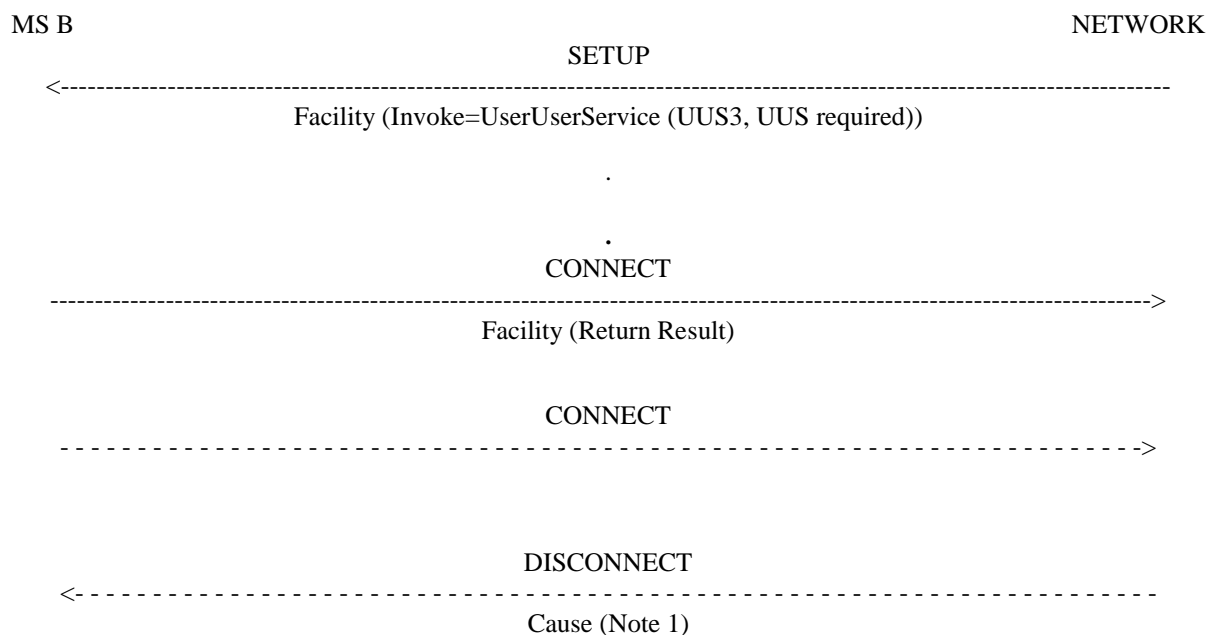 MS B NETWORK
SETUP
<------------------------------------------------------------------------------------------------------------------------------
Facility (Invoke=UserUserService (UUS3, UUS required))
.
.
CONNECT
------------------------------------------------------------------------------------------------------------------------------>
Facility (Return Result)
CONNECT
- - - - - - - - - - - - - - - - - - - - - - - - - - - - - - - - - - - - - - - - - - - - - - - - - - - - - - - - - - - - - - - - - - - - - - ->
DISCONNECT
<- - - - - - - - - - - - - - - - - - - - - - - - - - - - - - - - - - - - - - - - - - - - - - - - - - - - - - - - - - - - - - - - - - - - - -
Cause (Note 1)